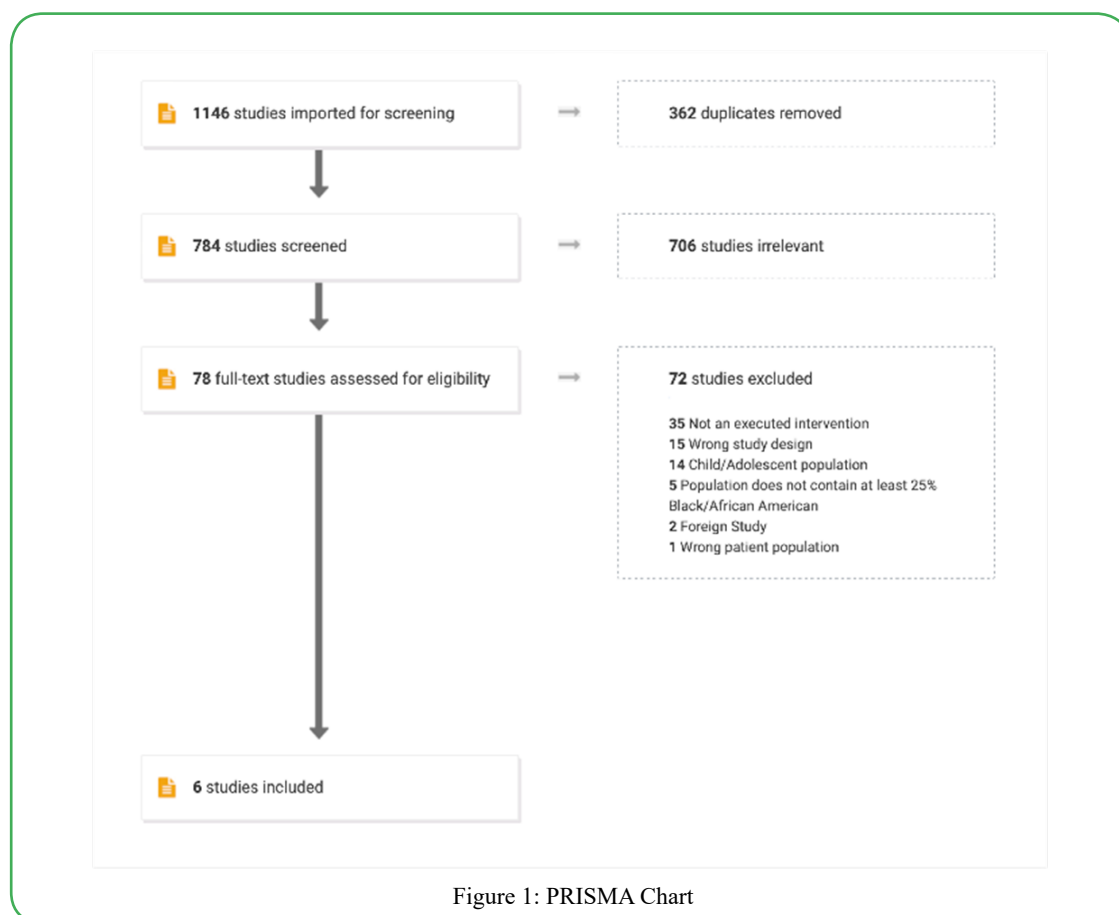 1146 studies imported for screening
362 duplicates removed
784 studies screened
706 studies irrelevant
78 full-text studies assessed for eligibility
72 studies excluded
35 Not an executed intervention
15 Wrong study design
14 Child/Adolescent population
5 Population does not contain at least 25%
Black/African American
2 Foreign Study
1 Wrong patient population
6 studies included
Figure 1: PRISMA Chart